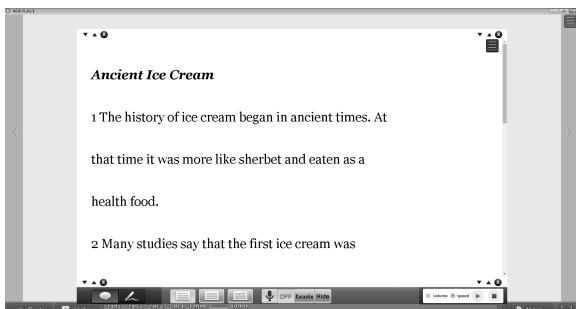 NEW FLAG I
Ancient Ice Cream
1 The history of ice cream began in ancient times. At
that time it was more like sherbet and eaten as a
health food.
2 Many studies say that the first ice cream was
OFF Karaoke Hide
volume speed